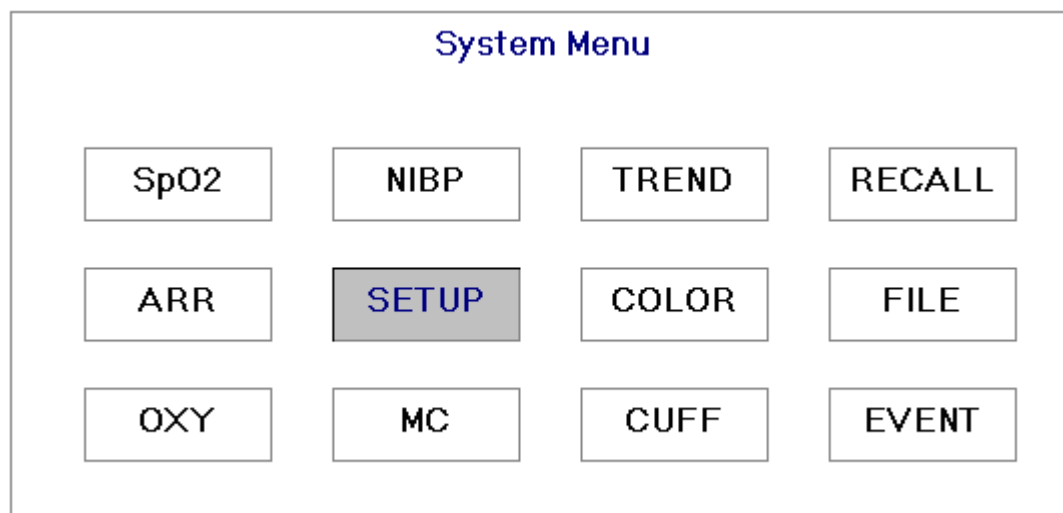 System Menu
SpO2 NIBP TREND RECALL
ARR SETUP COLOR FILE
OXY MC CUFF EVENT